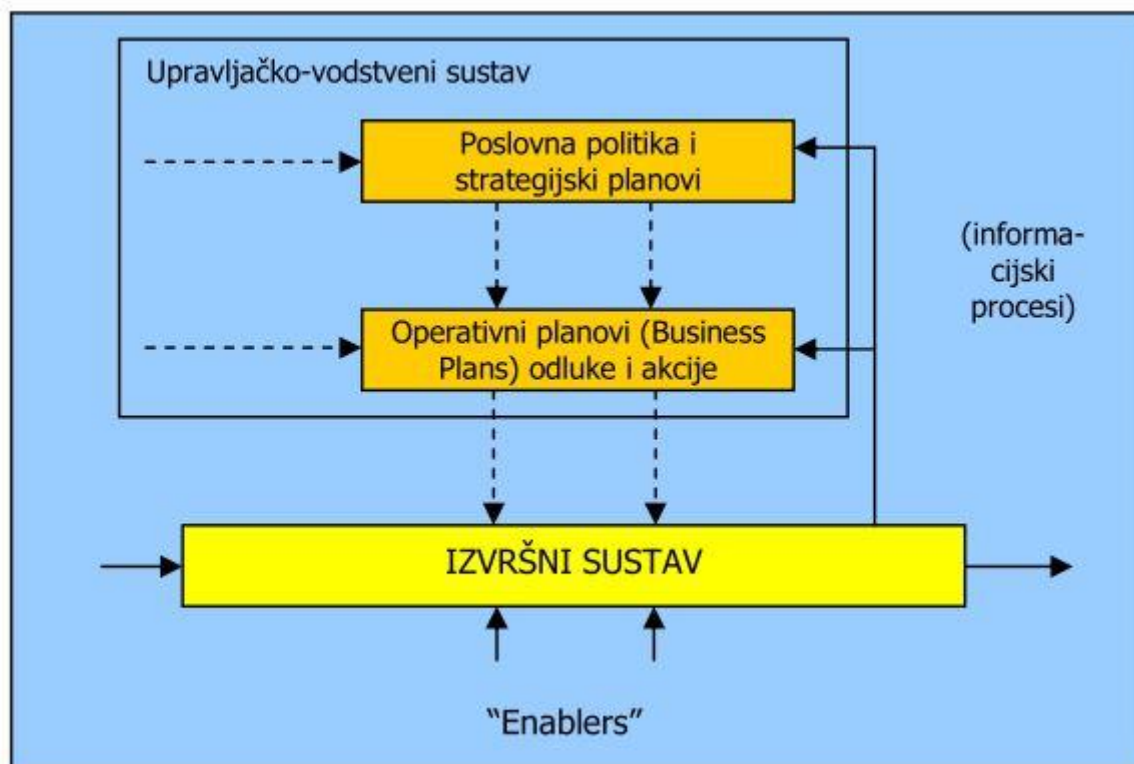 Upravljačko-vodstveni sustav
Poslovna politika i
strategijski planovi
(informa-
cijski
procesi)
Operativni planovi (Business
Plans) odluke i akcije
IZVRŠNI SUSTAV
“Enablers”